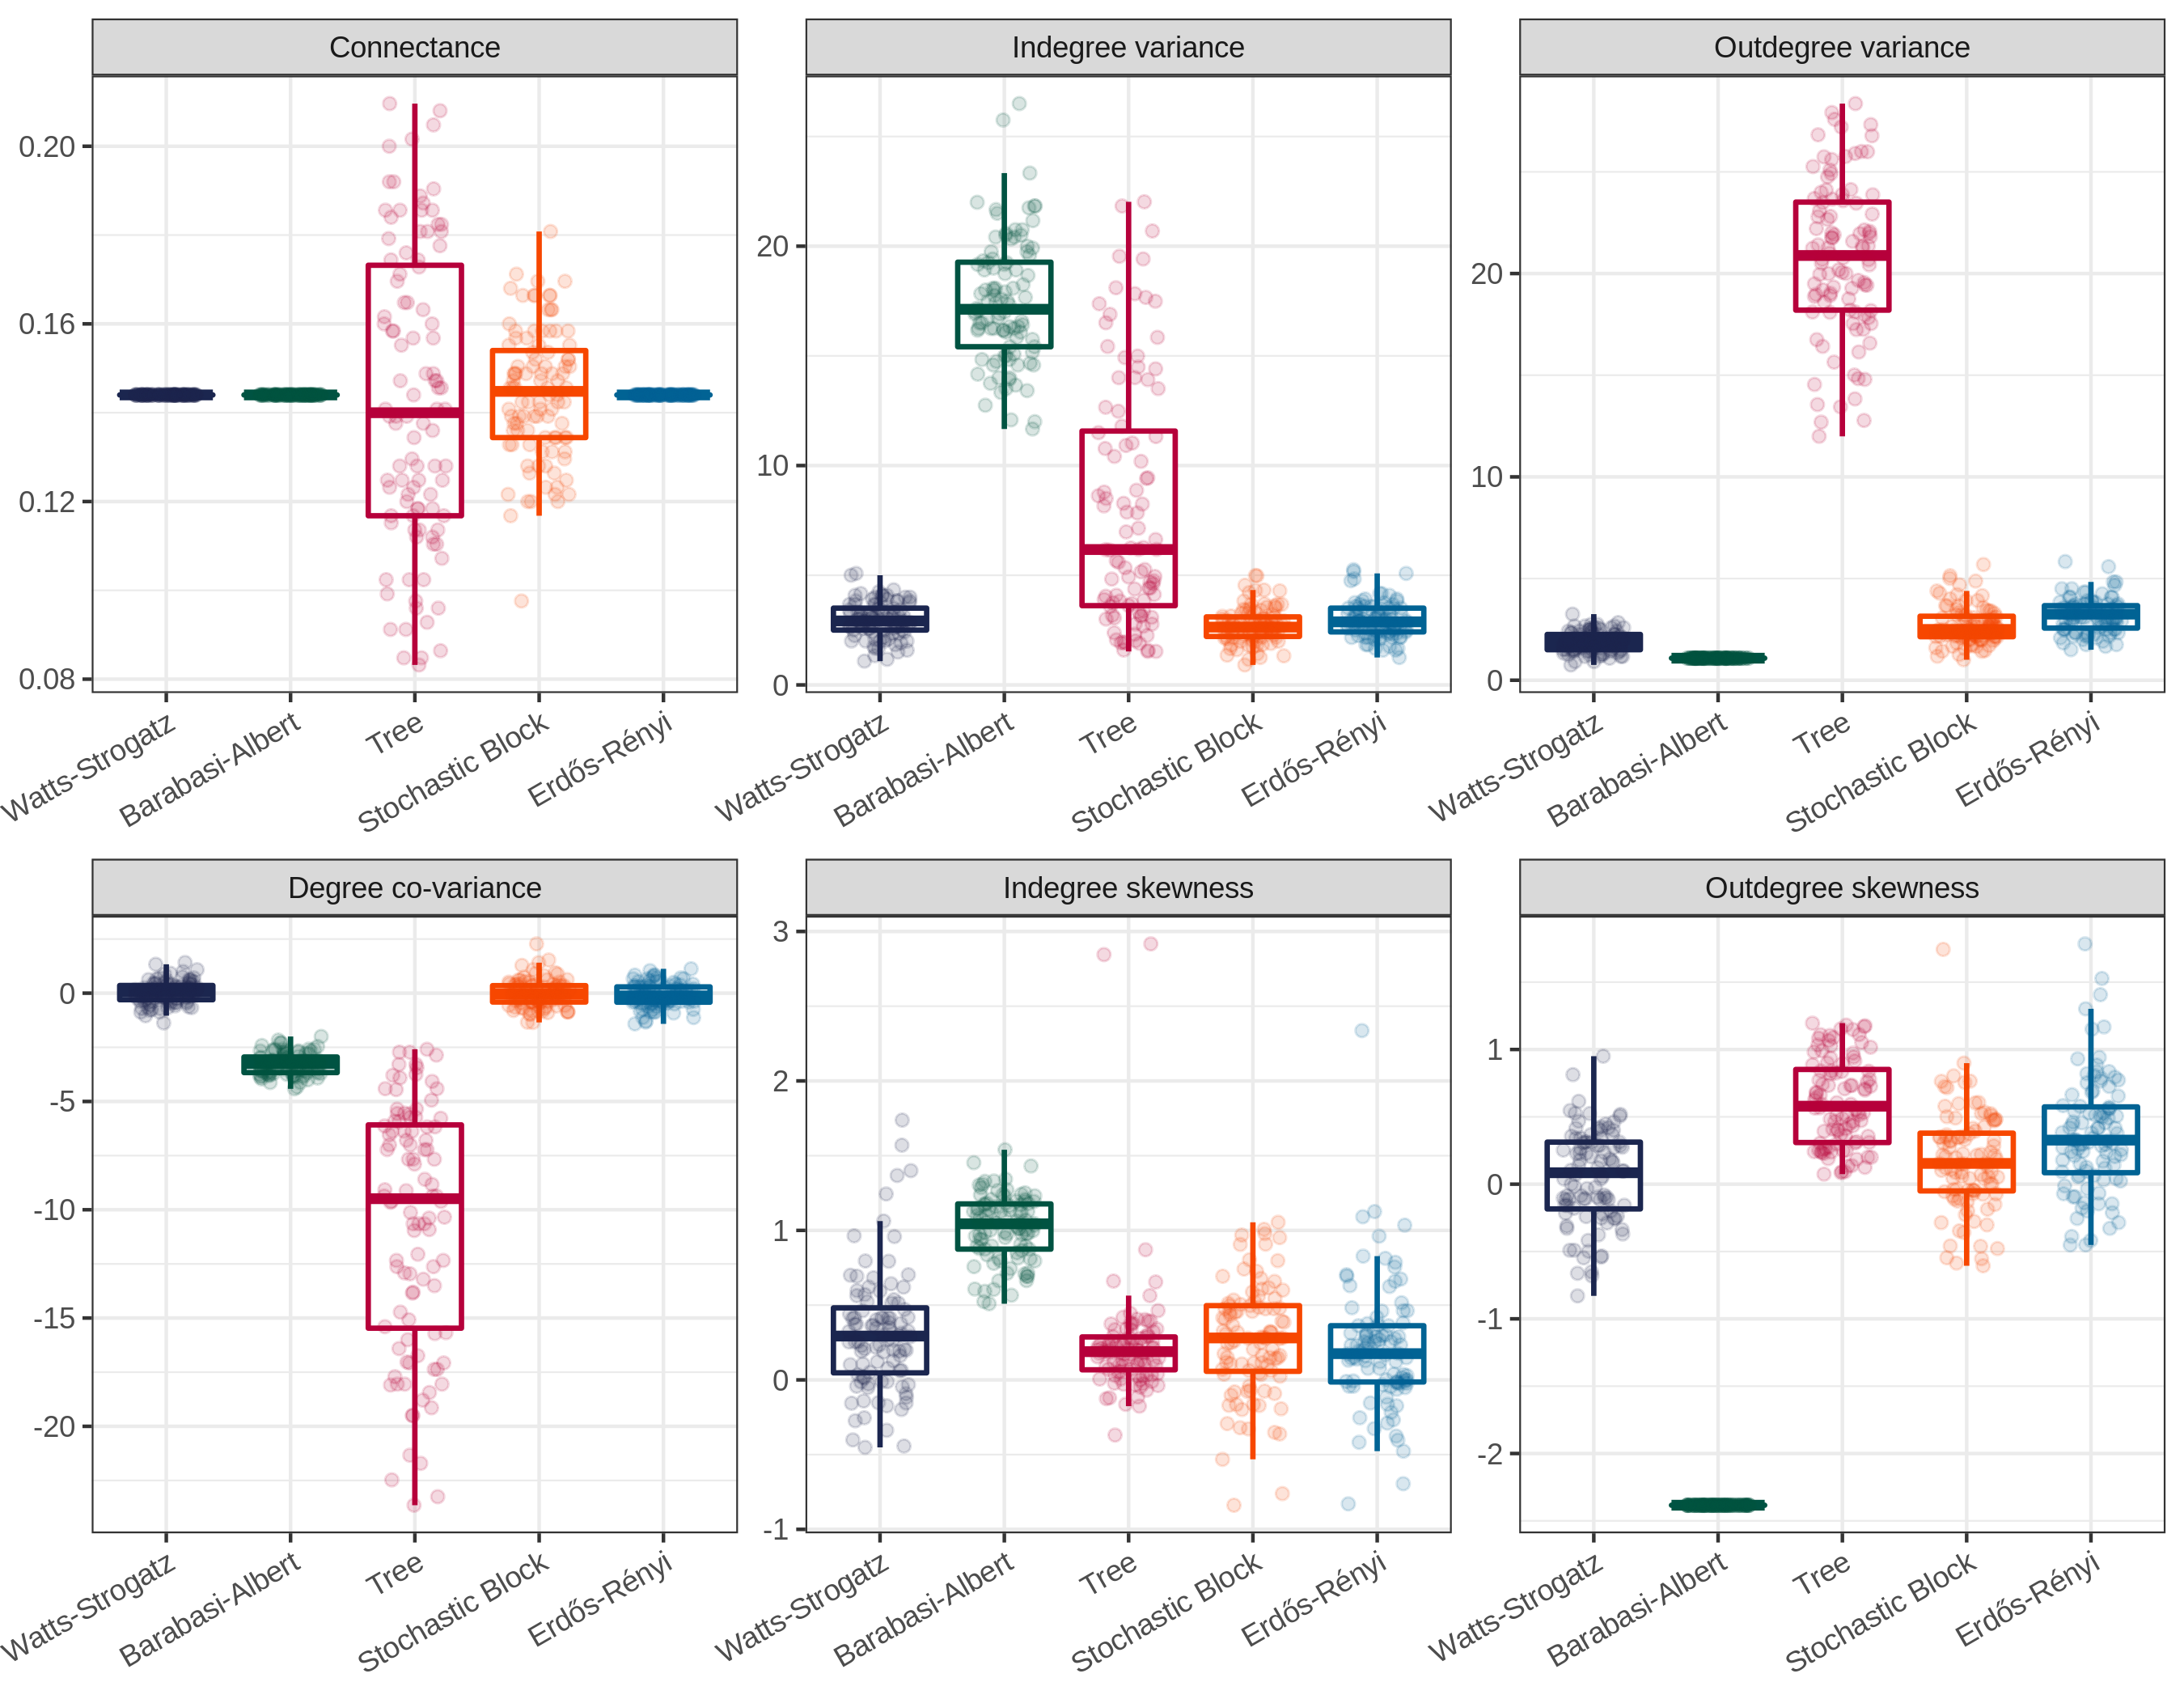 Connectance
0.20
0.16
0.12
0.08
Watts-Strogatz
Barabasi-Albert
Tree
Stochastic Block
Erdős-Rényi
Indegree variance
20
10
0
Watts-Strogatz
Barabasi-Albert
Tree
Stochastic Block
Erdős-Rényi
Outdegree variance
20
10
0
Watts-Strogatz
Barabasi-Albert
Tree
Stochastic Block
Erdős-Rényi
Degree co-variance
0
-5
-10
-15
-20
Watts-Strogatz
Barabasi-Albert
Tree
Stochastic Block
Erdős-Rényi
Indegree skewness
3
2
1
0
-1
Watts-Strogatz
Barabasi-Albert
Tree
Stochastic Block
Erdős-Rényi
Outdegree skewness
1
0
-1
-2
Watts-Strogatz
Barabasi-Albert
Tree
Stochastic Block
Erdős-Rényi